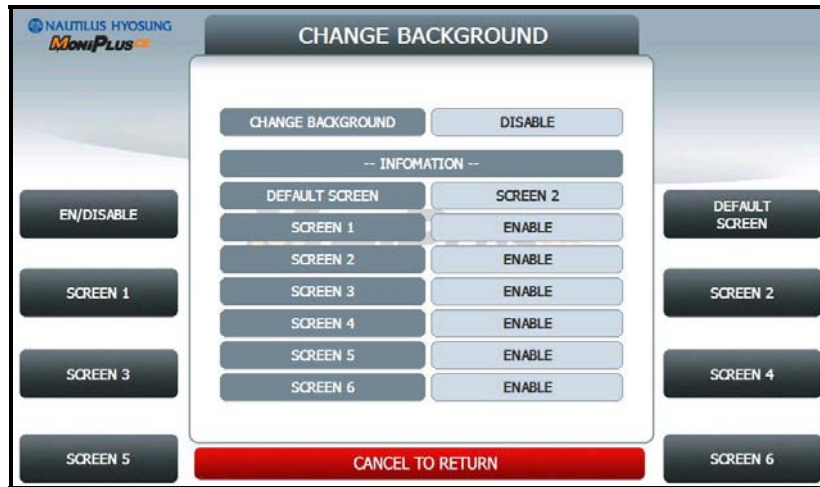 NAUTILUS HYOSUNG
MoniPlus CE
CHANGE BACKGROUND
CHANGE BACKGROUND DISABLE
-- INFOMATION --
DEFAULT SCREEN SCREEN 2
SCREEN 1 ENABLE
SCREEN 2 ENABLE
SCREEN 3 ENABLE
SCREEN 4 ENABLE
SCREEN 5 ENABLE
SCREEN 6 ENABLE
EN/DISABLE
DEFAULT
SCREEN
SCREEN 1
SCREEN 2
SCREEN 3
SCREEN 4
SCREEN 5
CANCEL TO RETURN
SCREEN 6